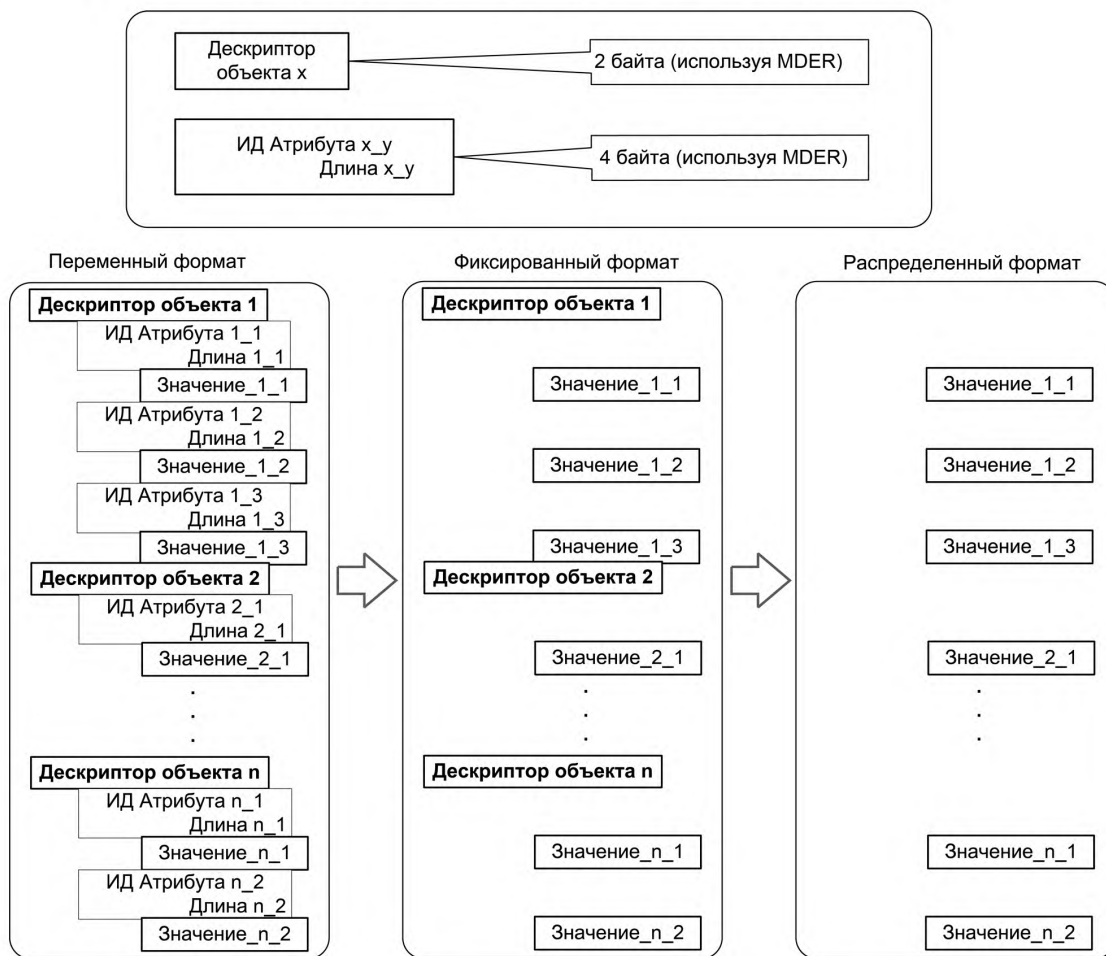 Дескриптор
объекта x
2 байта (используя MDER)
ИД Атрибута x_y
Длина x_y
4 байта (используя MDER)
Переменный формат
Дескриптор объекта 1
ИД Атрибута 1_1
Длина 1_1
Значение_1_1
ИД Атрибута 1_2
Длина 1_2
Значение_1_2
ИД Атрибута 1_3
Длина 1_3
Значение_1_3
Дескриптор объекта 2
ИД Атрибута 2_1
Длина 2_1
Значение_2_1
Дескриптор объекта n
ИД Атрибута n_1
Длина n_1
Значение_n_1
ИД Атрибута n_2
Длина n_2
Значение_n_2
Фиксированный формат
Дескриптор объекта 1
Значение_1_1
Значение_1_2
Значение_1_3
Дескриптор объекта 2
Значение_2_1
Дескриптор объекта n
Значение_n_1
Значение_n_2
Распределенный формат
Значение_1_1
Значение_1_2
Значение_1_3
Значение_2_1
Значение_n_1
Значение_n_2